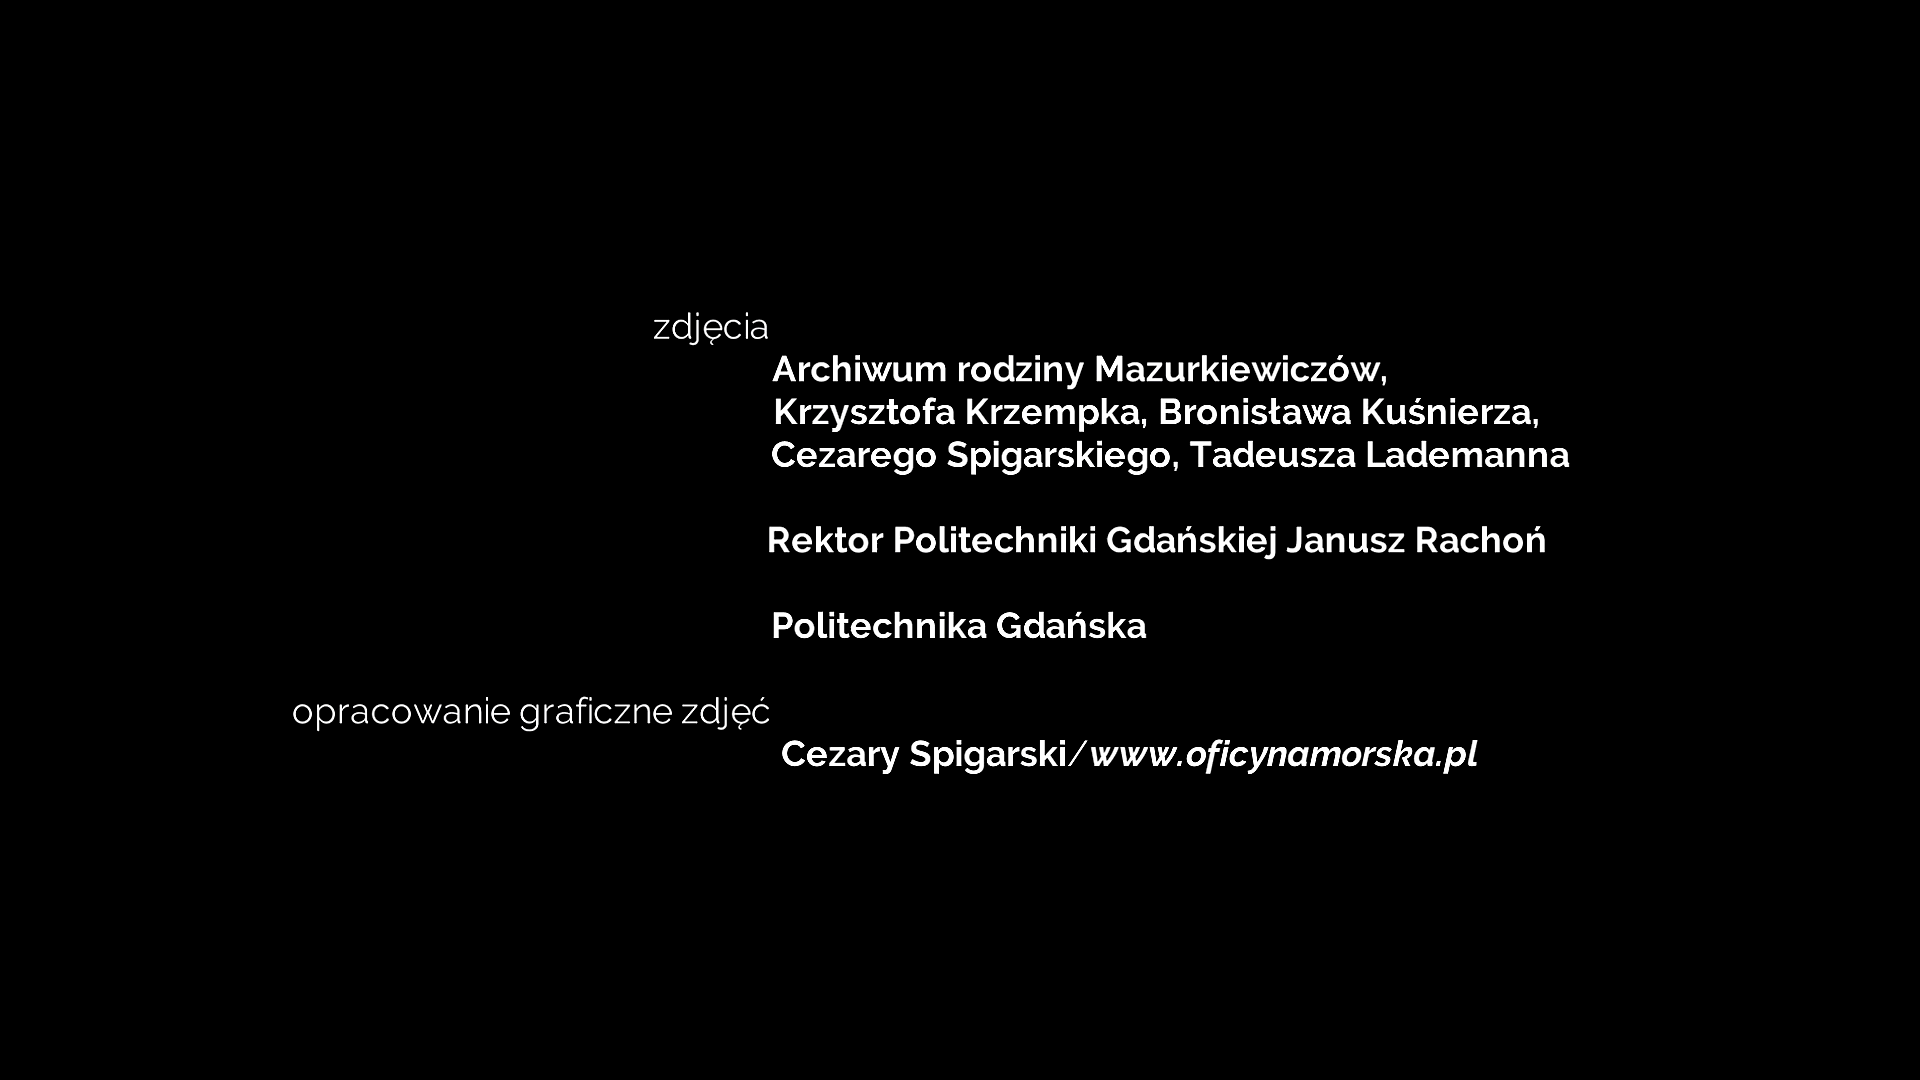 zdjęcia
Archiwum rodziny Mazurkiewiczów,
Krzysztofa Krzempka, Bronisława Kuśnierza,
Cezarego Spigarskiego, Tadeusza Lademanna
Rektor Politechniki Gdańskiej Janusz Rachoń
Politechnika Gdańska
opracowanie graficzne zdjęć
Cezary Spigarski/www.oficynamorska.pl